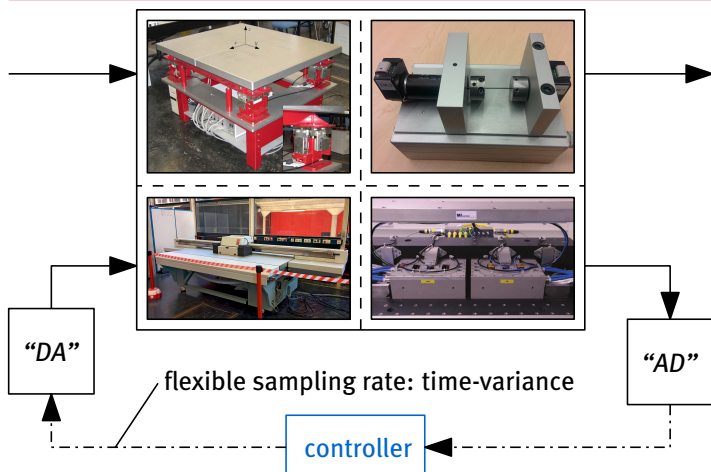 “DA”
“AD”
flexible sampling rate: time-variance
controller